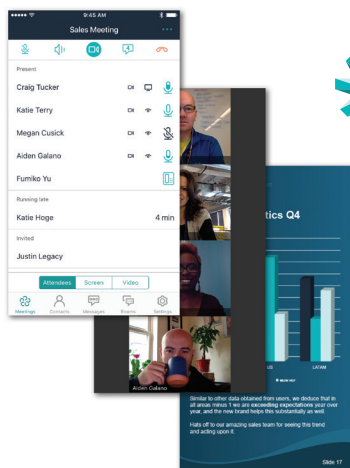 9:45 AM
Sales Meeting
4
Present
Craig Tucker
Katie Terry
Megan Cusick
Aiden Galano
Fumiko Yu
Running late
Katie Hoge 4 min
Invited
Justin Legacy
Attendees Screen Video
Meetings Contacts Messages Rooms Settings
Aiden Galano
tics Q4
US LATAM
Similar to other data obtained from users, we deduce that in
all areas minus 1 we are exceeding expectations year over
year, and the new brand helps this substantially as well.
Hats off to our amazing sales team for seeing this trend
and acting upon it.
Slide 17